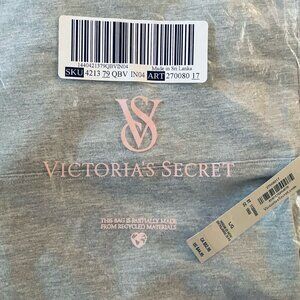 1440421379QBVIN04 Made in Sri Lanka
SKU 4213 79 QBV IN04 ART 270080 17
VS
VICTORIA'S SECRET
THIS BAG IS PARTIALLY MADE
FROM RECYCLED MATERIALS